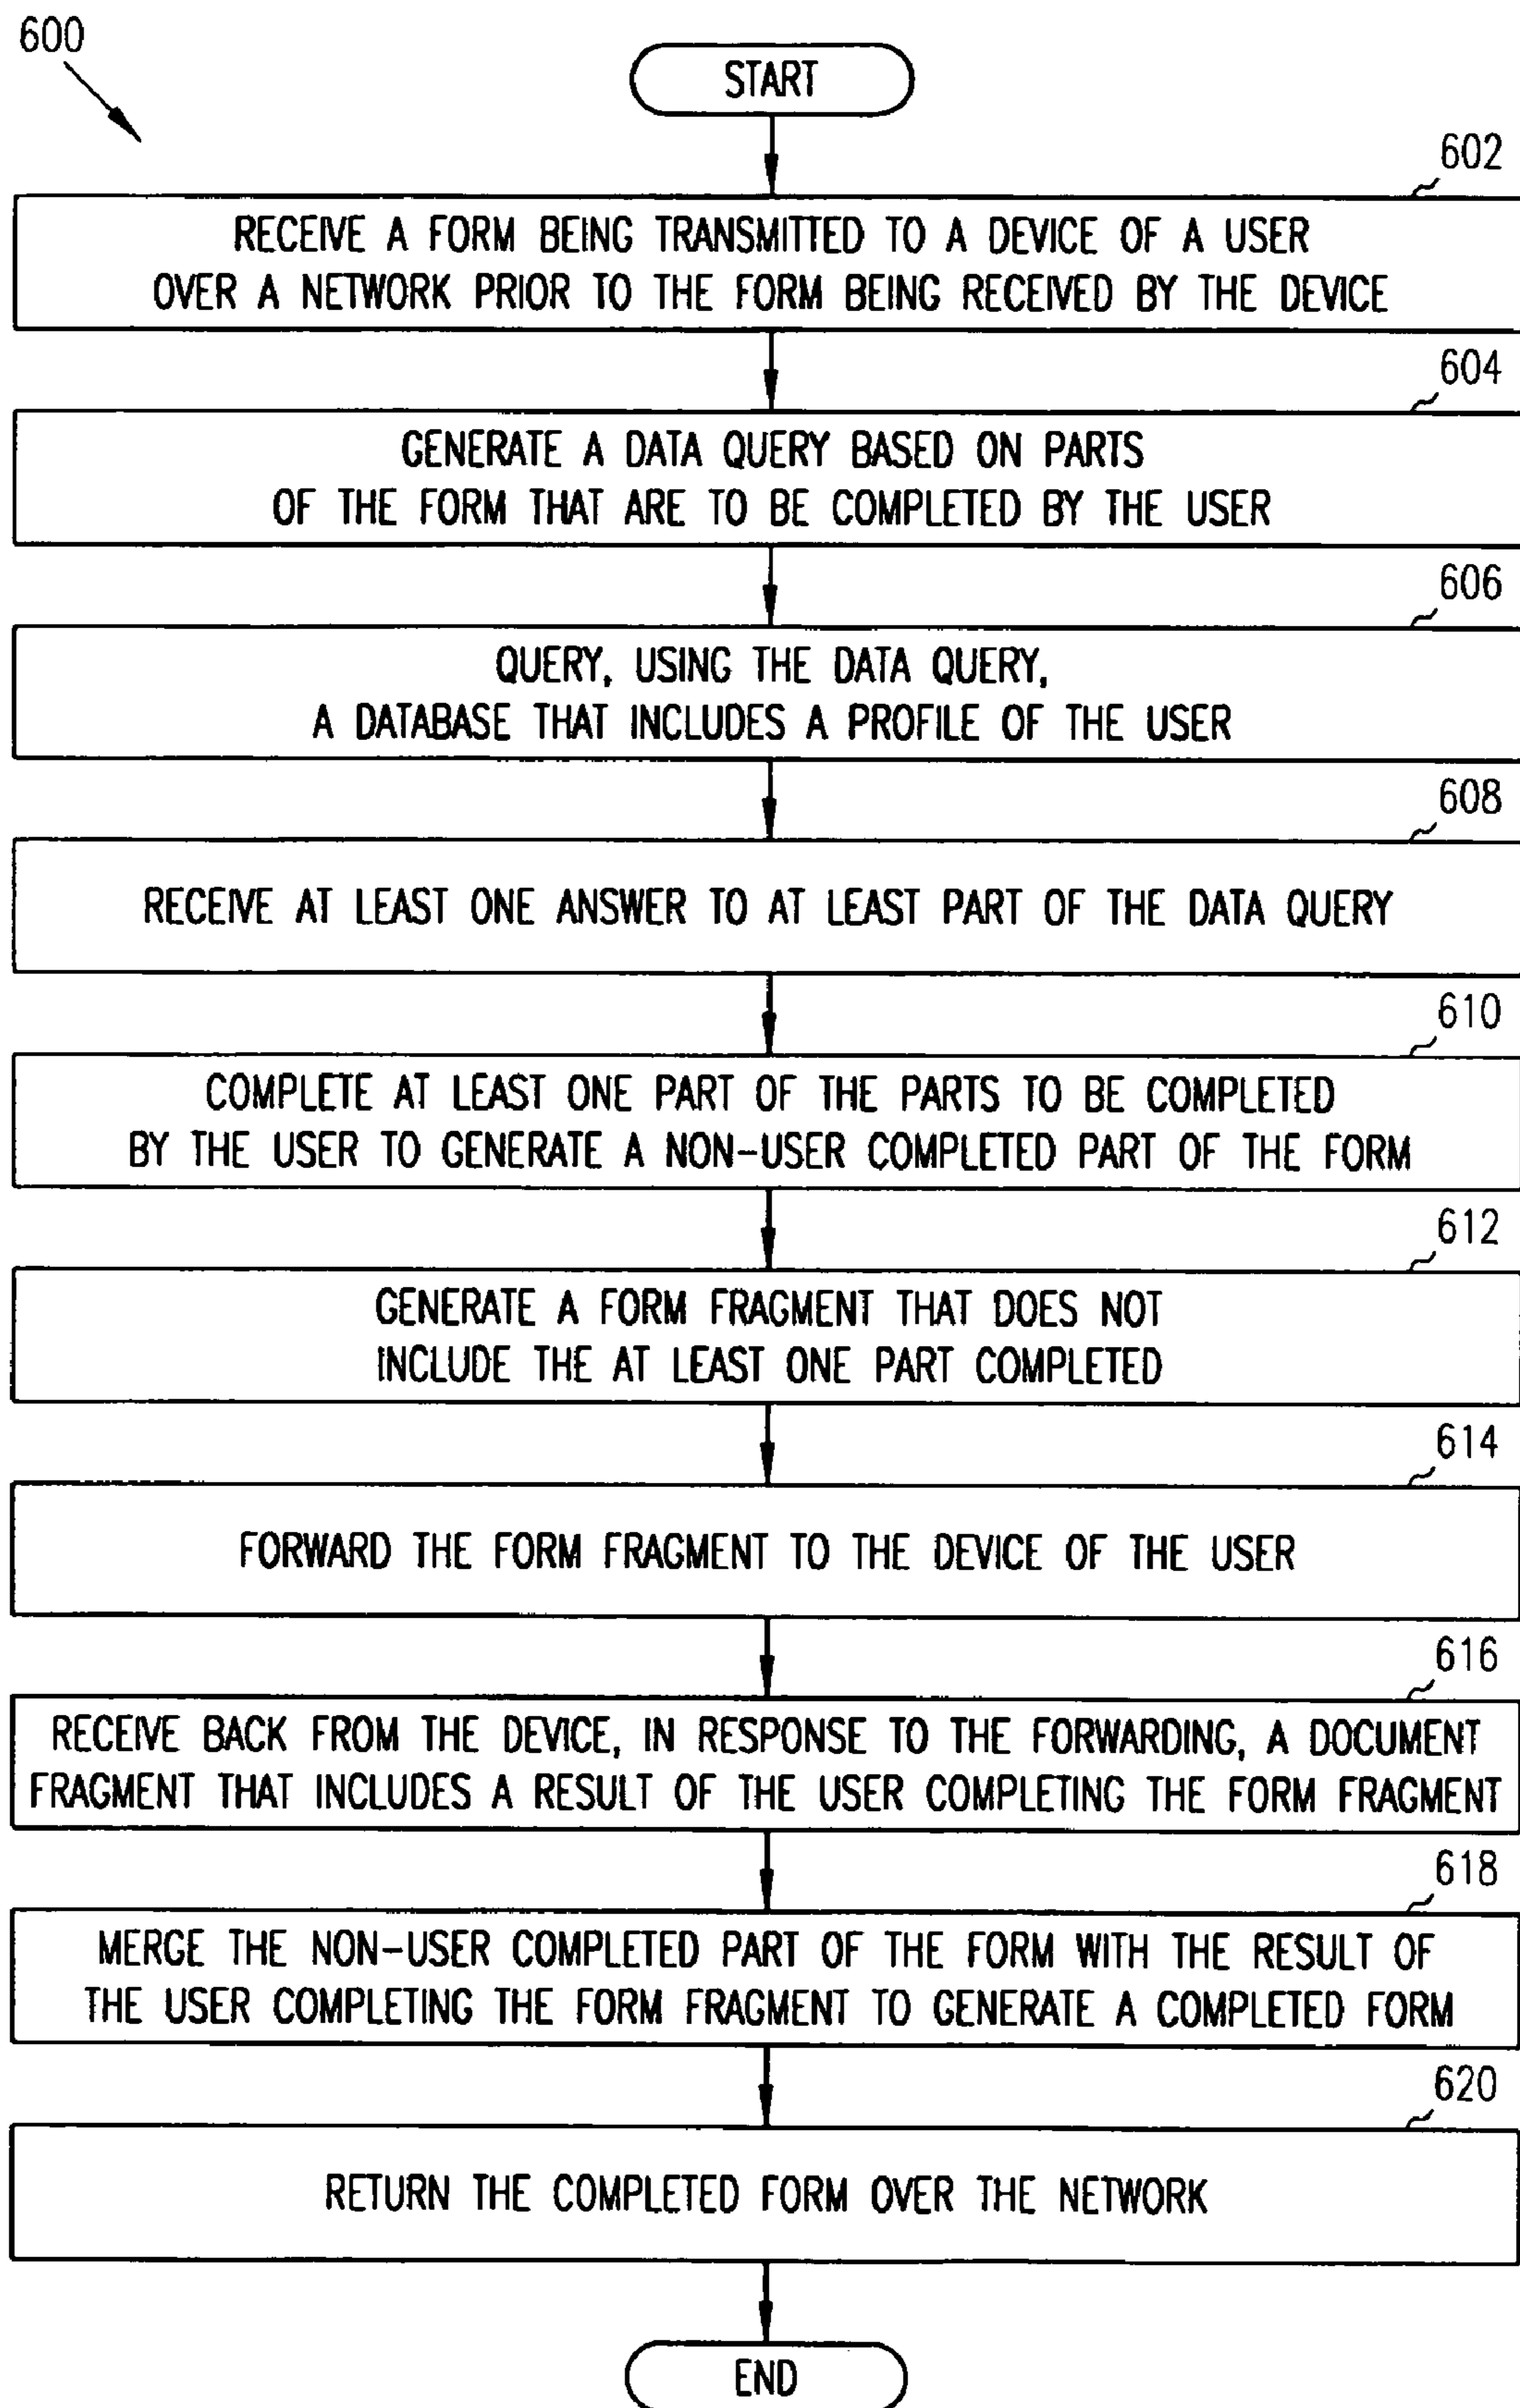 600
START
602
RECEIVE A FORM BEING TRANSMITTED TO A DEVICE OF A USER
OVER A NETWORK PRIOR TO THE FORM BEING RECEIVED BY THE DEVICE
604
GENERATE A DATA QUERY BASED ON PARTS
OF THE FORM THAT ARE TO BE COMPLETED BY THE USER
606
QUERY, USING THE DATA QUERY,
A DATABASE THAT INCLUDES A PROFILE OF THE USER
608
RECEIVE AT LEAST ONE ANSWER TO AT LEAST PART OF THE DATA QUERY
610
COMPLETE AT LEAST ONE PART OF THE PARTS TO BE COMPLETED
BY THE USER TO GENERATE A NON-USER COMPLETED PART OF THE FORM
612
GENERATE A FORM FRAGMENT THAT DOES NOT
INCLUDE THE AT LEAST ONE PART COMPLETED
614
FORWARD THE FORM FRAGMENT TO THE DEVICE OF THE USER
616
RECEIVE BACK FROM THE DEVICE, IN RESPONSE TO THE FORWARDING, A DOCUMENT
FRAGMENT THAT INCLUDES A RESULT OF THE USER COMPLETING THE FORM FRAGMENT
618
MERGE THE NON-USER COMPLETED PART OF THE FORM WITH THE RESULT OF
THE USER COMPLETING THE FORM FRAGMENT TO GENERATE A COMPLETED FORM
620
RETURN THE COMPLETED FORM OVER THE NETWORK
END